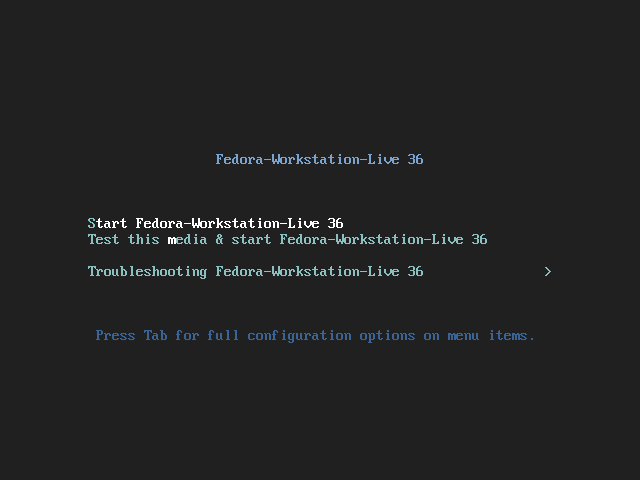 Fedora-Workstation-Live 36
Start Fedora-Workstation-Live 36
Test this media & start Fedora-Workstation-Live 36
Troubleshooting Fedora-Workstation-Live 36 >
Press Tab for full configuration options on menu items.